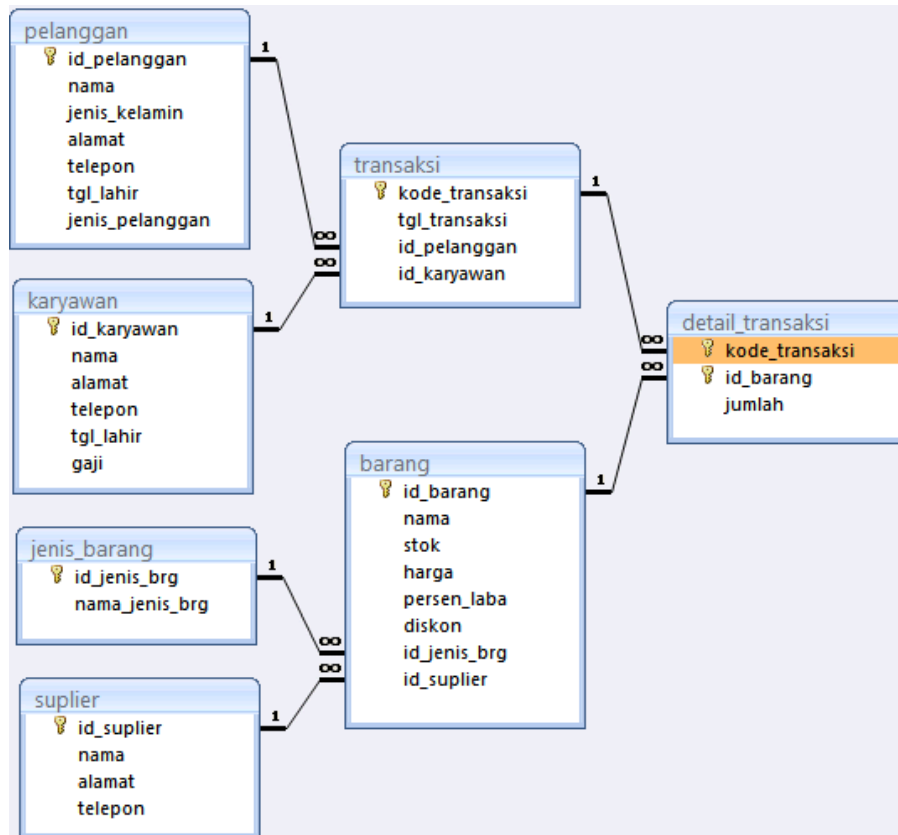 pelanggan
id_pelanggan
nama
jenis_kelamin
alamat
telepon
tgl_lahir
jenis_pelanggan
1
∞
transaksi
kode_transaksi
tgl_transaksi
id_pelanggan
id_karyawan
1
∞
karyawan
id_karyawan
nama
alamat
telepon
tgl_lahir
gaji
1
∞
detail_transaksi
kode_transaksi
id_barang
jumlah
∞
barang
id_barang
nama
stok
harga
persen_laba
diskon
id_jenis_brg
id_suplier
1
jenis_barang
id_jenis_brg
nama_jenis_brg
1
∞
∞
suplier
id_suplier
nama
alamat
telepon
1